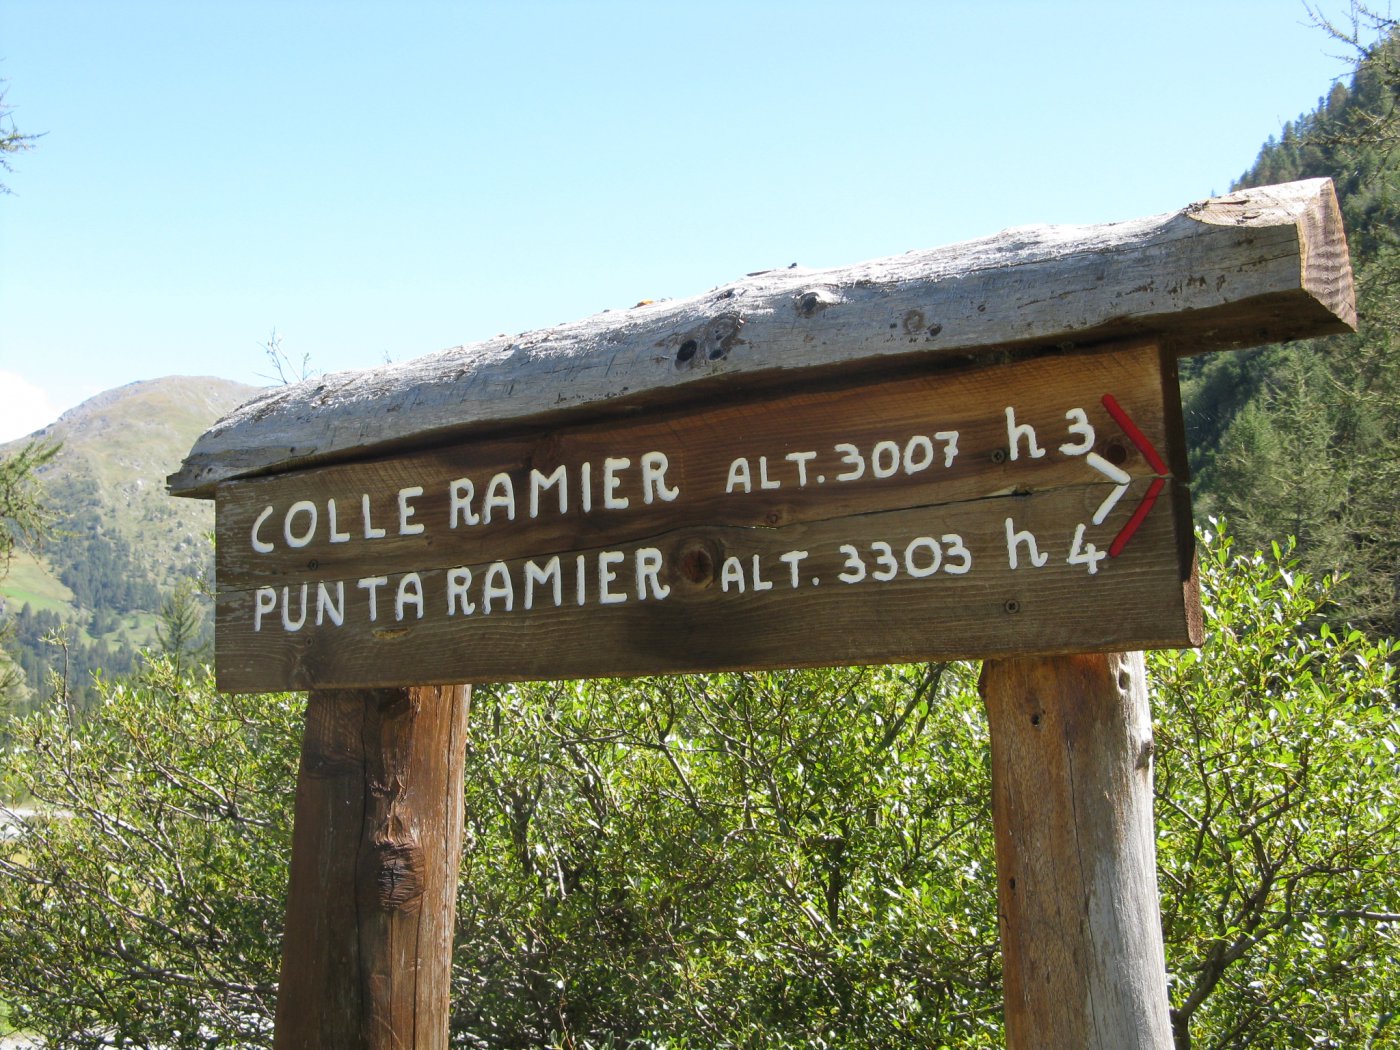 COLLE RAMIER ALT. 3007 h 3
PUNTA RAMIER ALT. 3303 h 4